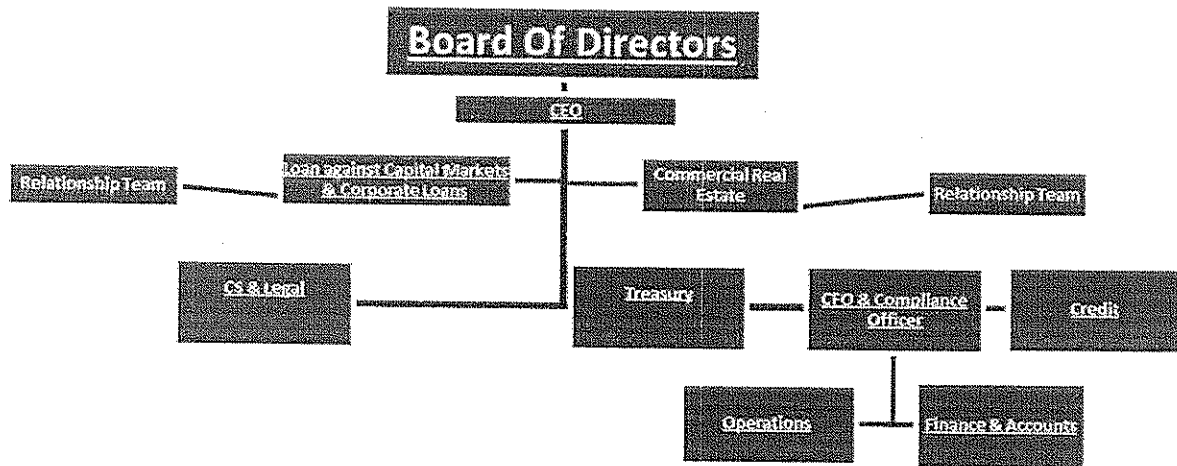 Board Of Directors
CEO
Relationship Team
Loan against Capital Markets
& Corporate Loans
Commercial Real
Estate
Relationship Team
CS & Legal
Treasury
CFO & Compliance
Officer
Credit
Operations
Finance & Accounts